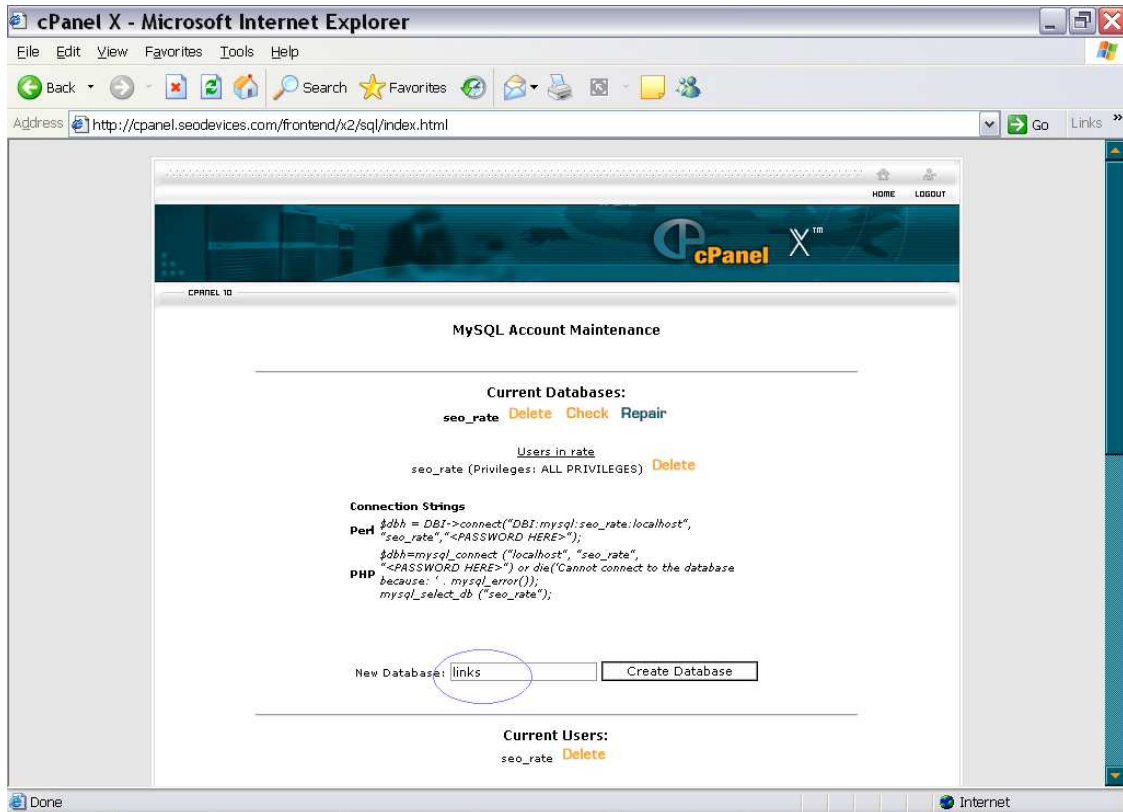 cPanel X - Microsoft Internet Explorer
File Edit View Favorites Tools Help
Back Search Favorites
Address http://cpanel.seodevices.com/frontend/x2/sql/index.html Go Links »
HOME LOGOUT
CP cPanel X ™
CPANEL 10
MySQL Account Maintenance
Current Databases:
seo_rate Delete Check Repair
Users in rate
seo_rate (Privileges: ALL PRIVILEGES) Delete
Connection Strings
Perl $dbh = DBI->connect("DBI:mysql:seo_rate:localhost",
"seo_rate","<PASSWORD HERE>");
$dbh=mysql_connect ("localhost", "seo_rate",
PHP "<PASSWORD HERE>") or die('Cannot connect to the database
because: ' . mysql_error());
mysql_select_db ("seo_rate");
New Database: links Create Database
Current Users:
seo_rate Delete
Done Internet